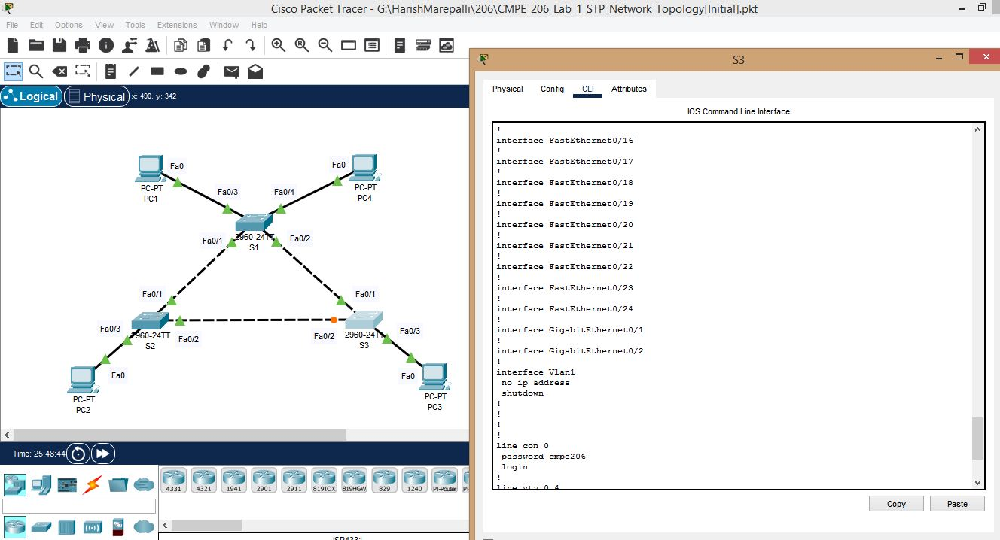 Cisco Packet Tracer - G:\HarishMarepalli\206\CMPE_206_Lab_1_STP_Network_Topology[Initial].pkt
File Edit Options View Tools Extensions Window Help
Logical Physical x: 490, y: 342
Fa0
PC-PT
PC1
Fa0/3
Fa0/4
Fa0
PC-PT
PC4
2960-24TT
S1
Fa0/1
Fa0/2
Fa0/1
2960-24TT
S2
Fa0/3
Fa0/2
Fa0
PC-PT
PC2
Fa0/1
Fa0/2
2960-24TT
S3
Fa0/3
Fa0
PC-PT
PC3
Time: 25:48:44
4331 4321 1941 2901 2911 819IOX 819HGW 829 1240 PT-Router PT
ISR4331
S3
Physical Config CLI Attributes
IOS Command Line Interface
!
interface FastEthernet0/16
!
interface FastEthernet0/17
!
interface FastEthernet0/18
!
interface FastEthernet0/19
!
interface FastEthernet0/20
!
interface FastEthernet0/21
!
interface FastEthernet0/22
!
interface FastEthernet0/23
!
interface FastEthernet0/24
!
interface GigabitEthernet0/1
!
interface GigabitEthernet0/2
!
interface Vlan1
no ip address
shutdown
!
!
!
!
line con 0
password cmpe206
login
!
line vty 0 4
Copy Paste